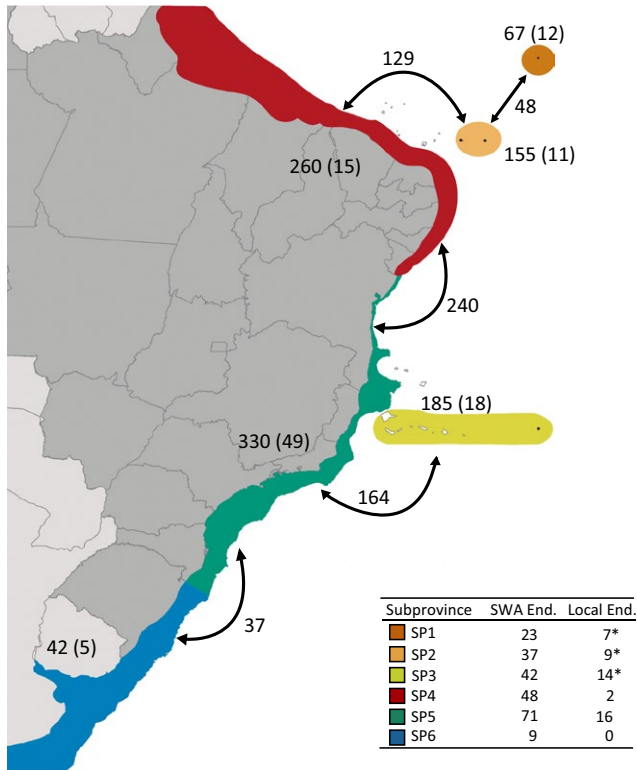 67 (12)
129
48
155 (11)
260 (15)
240
185 (18)
330 (49)
164
37
42 (5)
Subprovince SWA End. Local End.
SP1 23 7*
SP2 37 9*
SP3 42 14*
SP4 48 2
SP5 71 16
SP6 9 0